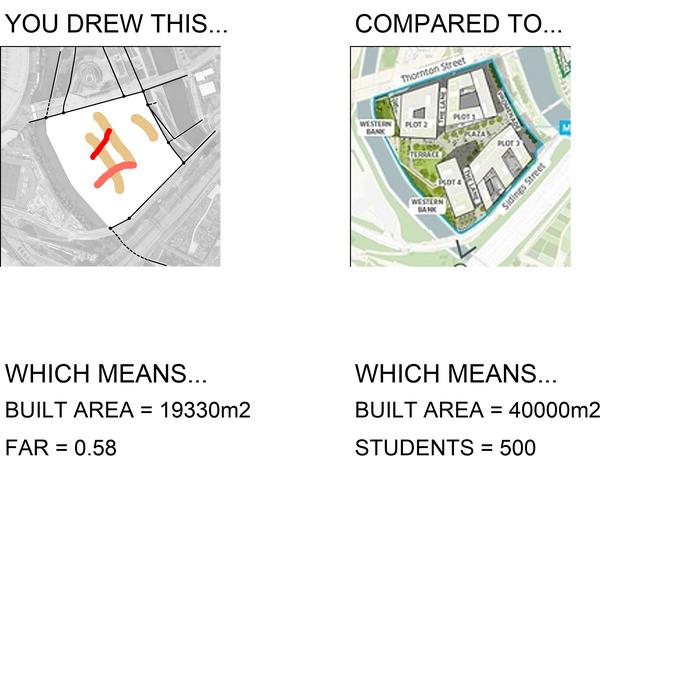 YOU DREW THIS...
COMPARED TO...
Thornton Street
THE LANE
PROMENADE
PLOT 1
PLOT 2
WESTERN
BANK
PLAZA
PLOT 3
TERRACE
THE LANE
PLOT 4
WESTERN
BANK
Sidings Street
M
WHICH MEANS...
BUILT AREA = 19330m2
FAR = 0.58
WHICH MEANS...
BUILT AREA = 40000m2
STUDENTS = 500